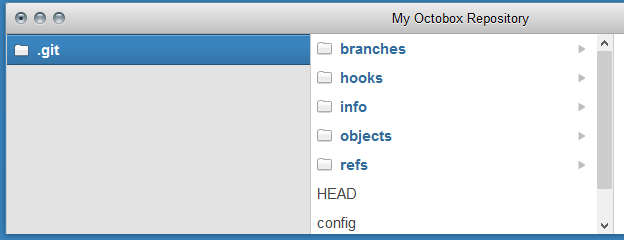 My Octobox Repository
.git
branches
hooks
info
objects
refs
HEAD
config